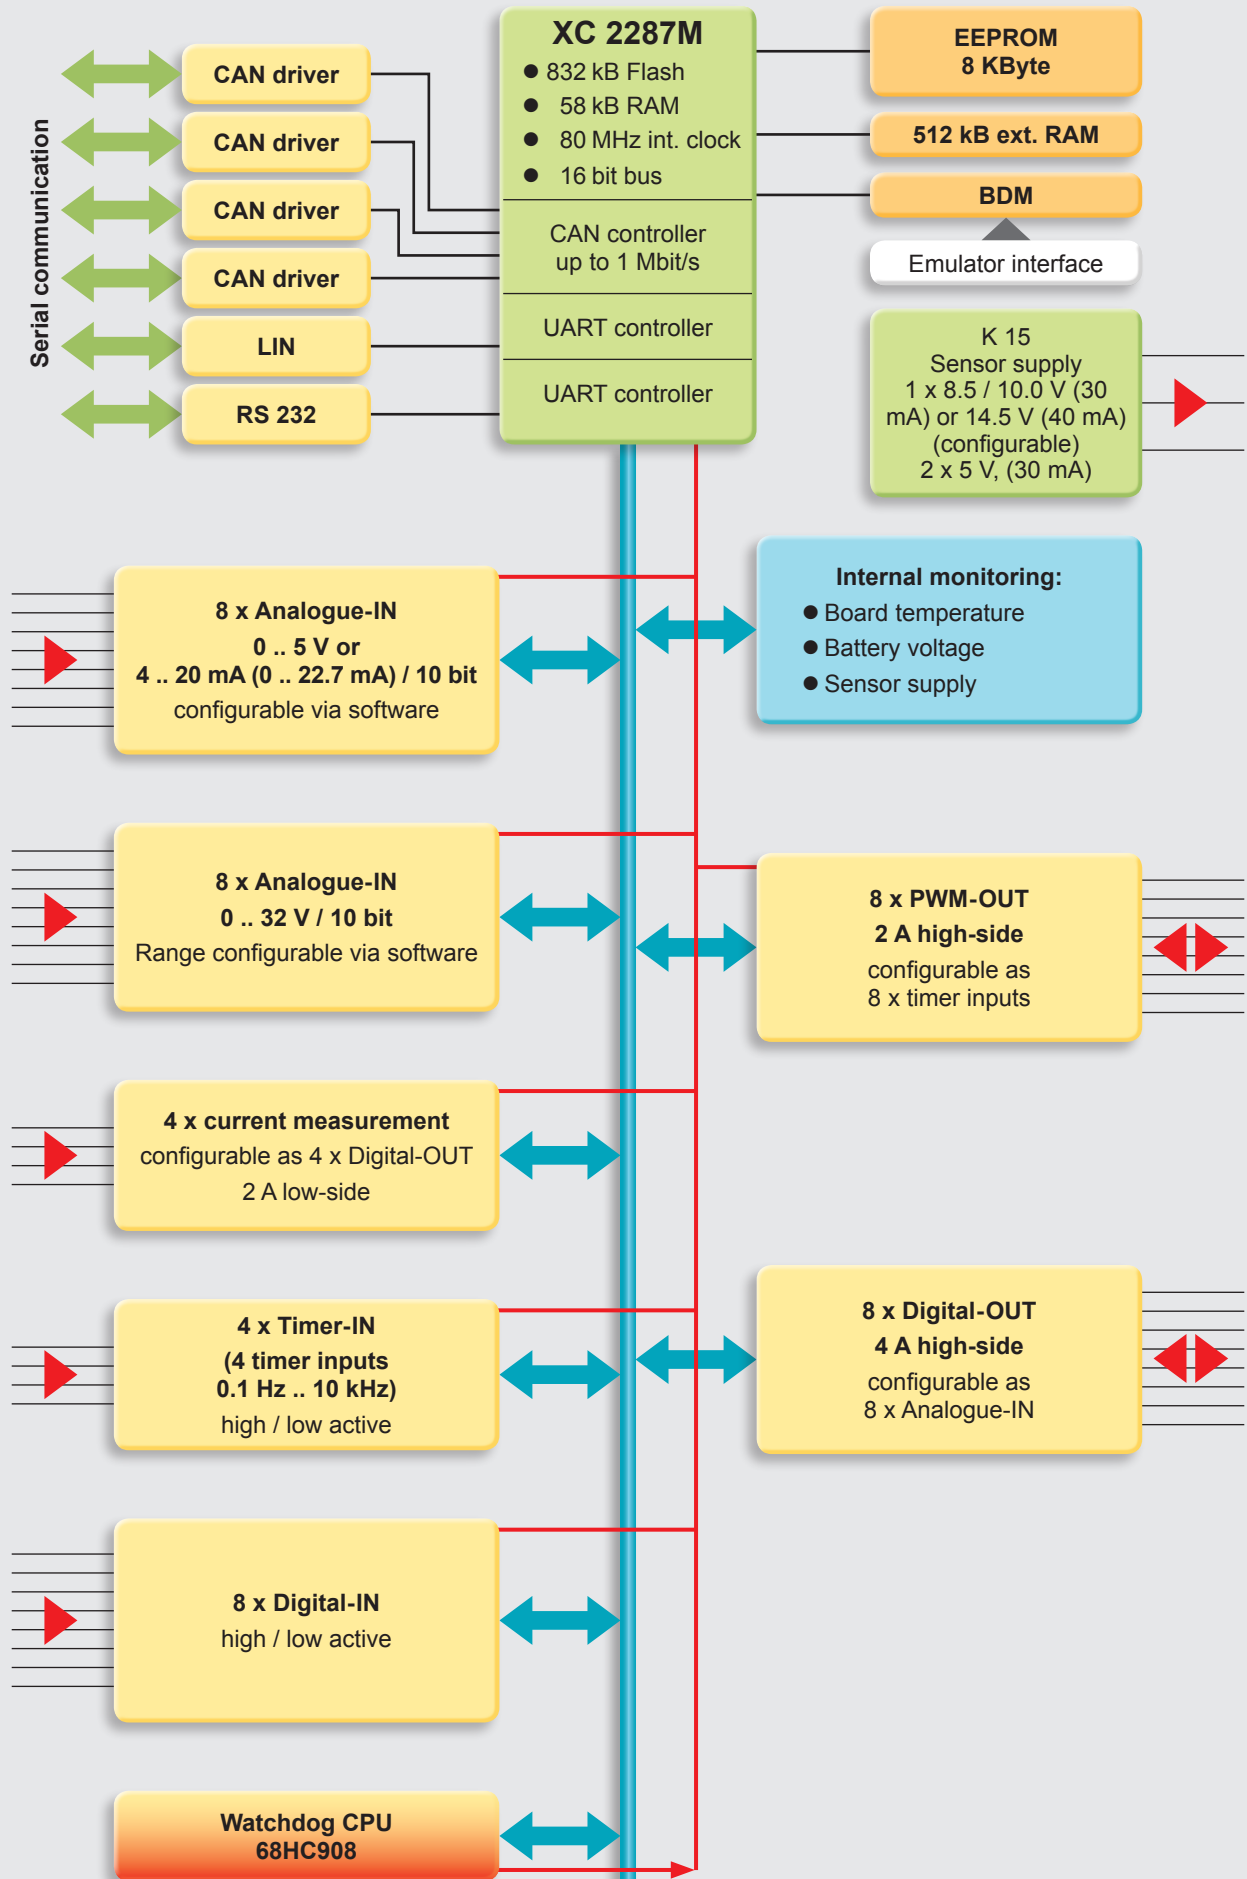 Serial communication
CAN driver
CAN driver
CAN driver
CAN driver
LIN
RS 232
XC 2287M
● 832 kB Flash
● 58 kB RAM
● 80 MHz int. clock
● 16 bit bus
CAN controller
up to 1 Mbit/s
UART controller
UART controller
EEPROM
8 KByte
512 kB ext. RAM
BDM
Emulator interface
K 15
Sensor supply
1 x 8.5 / 10.0 V (30
mA) or 14.5 V (40 mA)
(configurable)
2 x 5 V, (30 mA)
8 x Analogue-IN
0 .. 5 V or
4 .. 20 mA (0 .. 22.7 mA) / 10 bit
configurable via software
Internal monitoring:
● Board temperature
● Battery voltage
● Sensor supply
8 x Analogue-IN
0 .. 32 V / 10 bit
Range configurable via software
8 x PWM-OUT
2 A high-side
configurable as
8 x timer inputs
4 x current measurement
configurable as 4 x Digital-OUT
2 A low-side
4 x Timer-IN
(4 timer inputs
0.1 Hz .. 10 kHz)
high / low active
8 x Digital-OUT
4 A high-side
configurable as
8 x Analogue-IN
8 x Digital-IN
high / low active
Watchdog CPU
68HC908